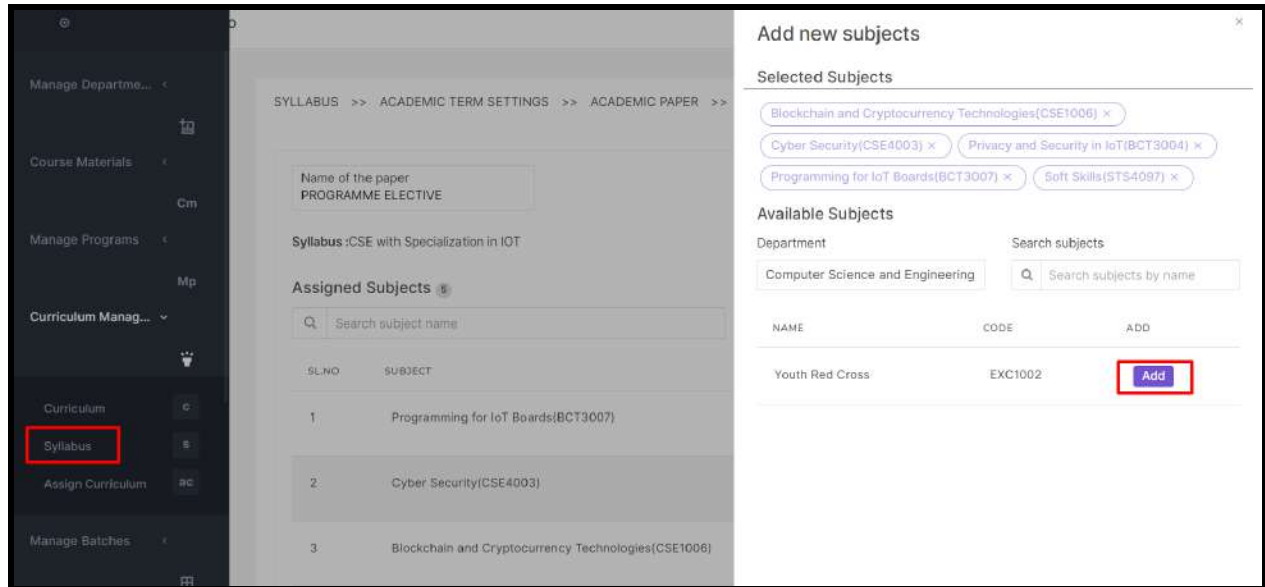 Manage Departme...
Course Materials
Cm
Manage Programs
Mp
Curriculum Manag...
Curriculum
C
Syllabus
S
Assign Curriculum
ac
Manage Batches
SYLLABUS >> ACADEMIC TERM SETTINGS >> ACADEMIC PAPER >>
Name of the paper
PROGRAMME ELECTIVE
Syllabus :CSE with Specialization in IOT
Assigned Subjects 5
Search subject name
SL.NO SUBJECT
1 Programming for IoT Boards(BCT3007)
2 Cyber Security(CSE4003)
3 Blockchain and Cryptocurrency Technologies(CSE1006)
Add new subjects ×
Selected Subjects
Blockchain and Cryptocurrency Technologies(CSE1006) ×
Cyber Security(CSE4003) × Privacy and Security in IoT(BCT3004) ×
Programming for IoT Boards(BCT3007) × Soft Skills(STS4097) ×
Available Subjects
Department Search subjects
Computer Science and Engineering Search subjects by name
NAME CODE ADD
Youth Red Cross EXC1002 Add